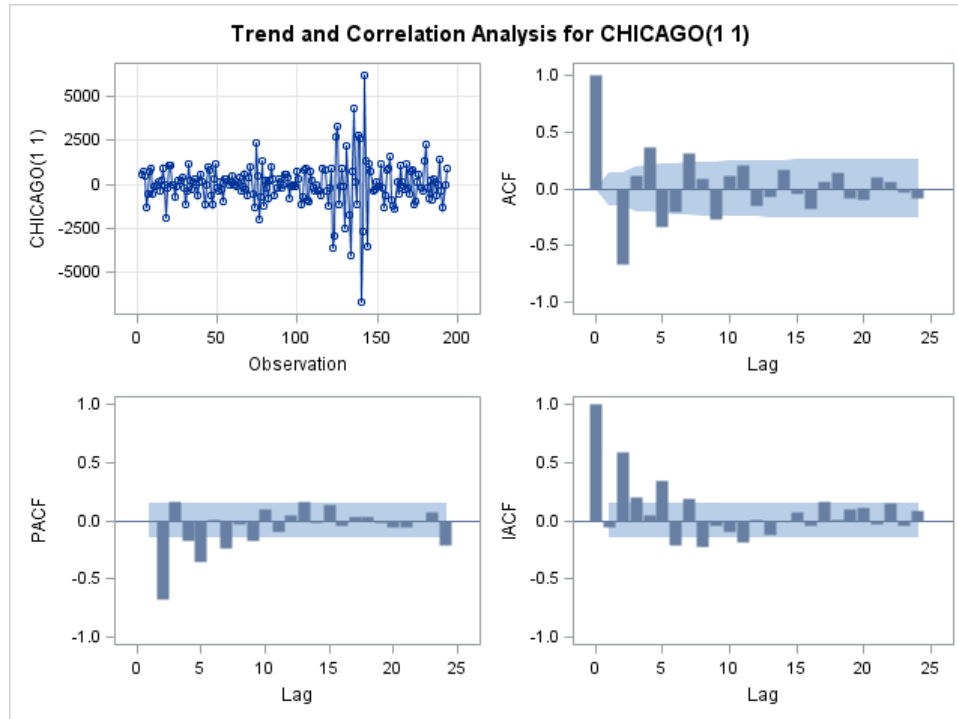 Trend and Correlation Analysis for CHICAGO(1 1)
CHICAGO(1 1)
5000
2500
0
-2500
-5000
0 50 100 150 200
Observation
ACF
1.0
0.5
0.0
-0.5
-1.0
0 5 10 15 20 25
Lag
PACF
1.0
0.5
0.0
-0.5
-1.0
0 5 10 15 20 25
Lag
IACF
1.0
0.5
0.0
-0.5
-1.0
0 5 10 15 20 25
Lag